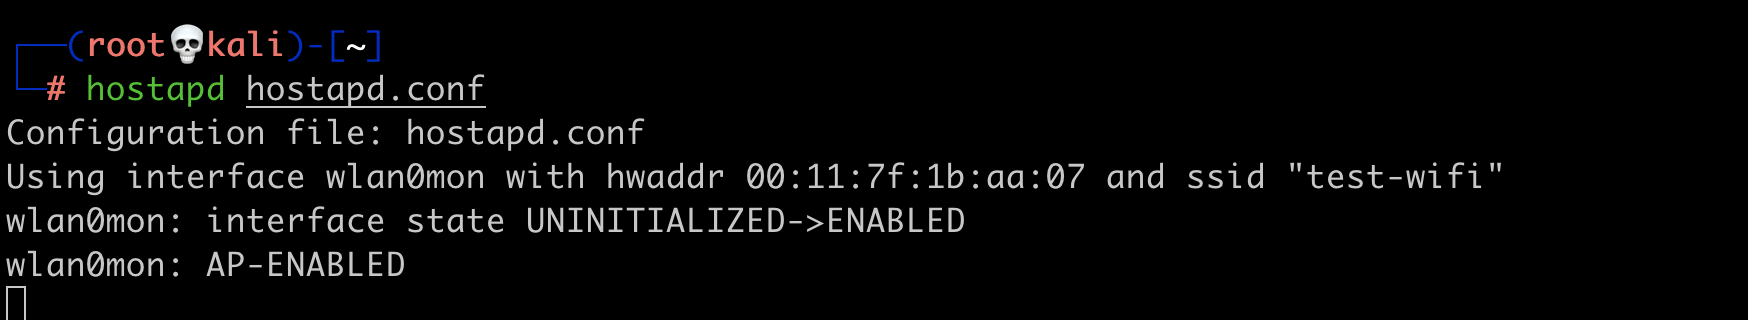 ┌──(root💀kali)-[~]
└─# hostapd hostapd.conf
Configuration file: hostapd.conf
Using interface wlan0mon with hwaddr 00:11:7f:1b:aa:07 and ssid "test-wifi"
wlan0mon: interface state UNINITIALIZED->ENABLED
wlan0mon: AP-ENABLED